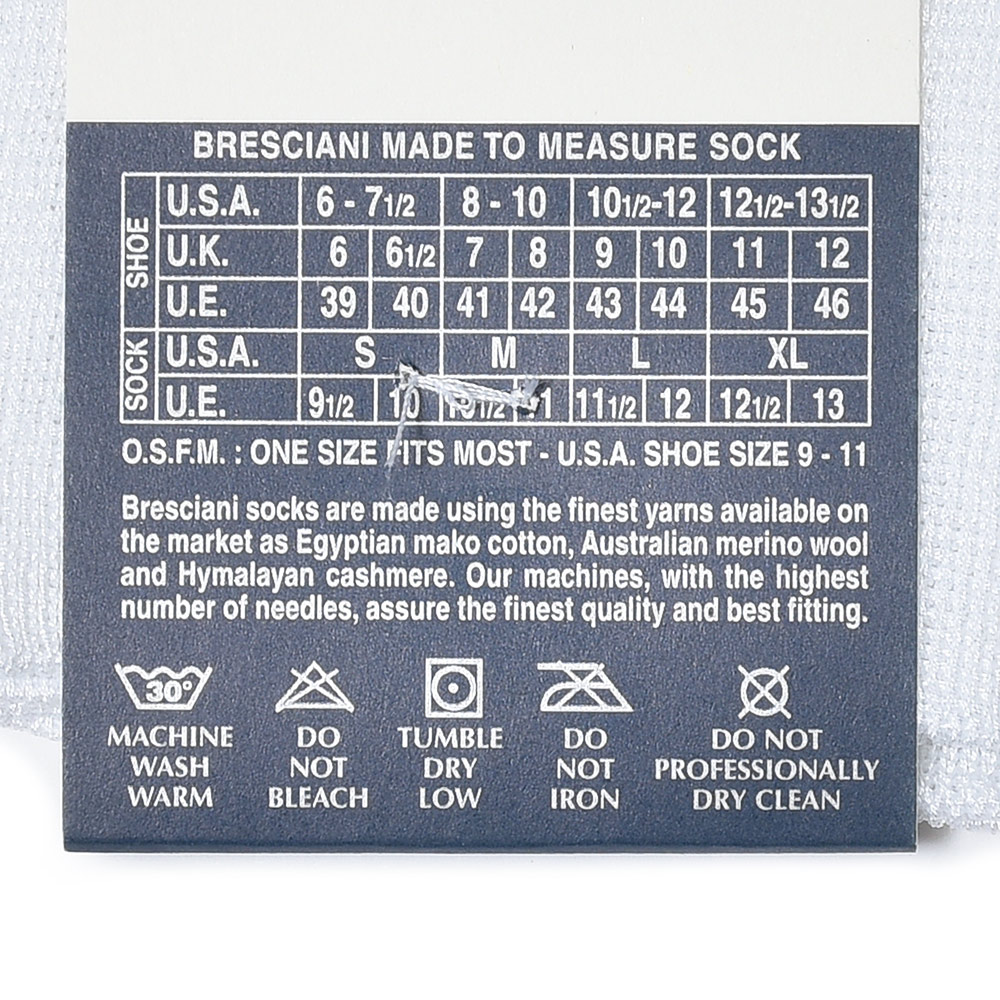 BRESCIANI MADE TO MEASURE SOCK
SHOE
U.S.A. 6 - 7 1/2 8 - 10 10 1/2-12 12 1/2-13 1/2
U.K. 6 6 1/2 7 8 9 10 11 12
U.E. 39 40 41 42 43 44 45 46
SOCK
U.S.A. S M L XL
U.E. 9 1/2 10 11 1/2 12 12 1/2 13
O.S.F.M. : ONE SIZE FITS MOST - U.S.A. SHOE SIZE 9 - 11
Bresciani socks are made using the finest yarns available on
the market as Egyptian mako cotton, Australian merino wool
and Hymalayan cashmere. Our machines, with the highest
number of needles, assure the finest quality and best fitting.
30°
MACHINE
WASH
WARM
DO
NOT
BLEACH
TUMBLE
DRY
LOW
DO
NOT
IRON
DO NOT
PROFESSIONALLY
DRY CLEAN